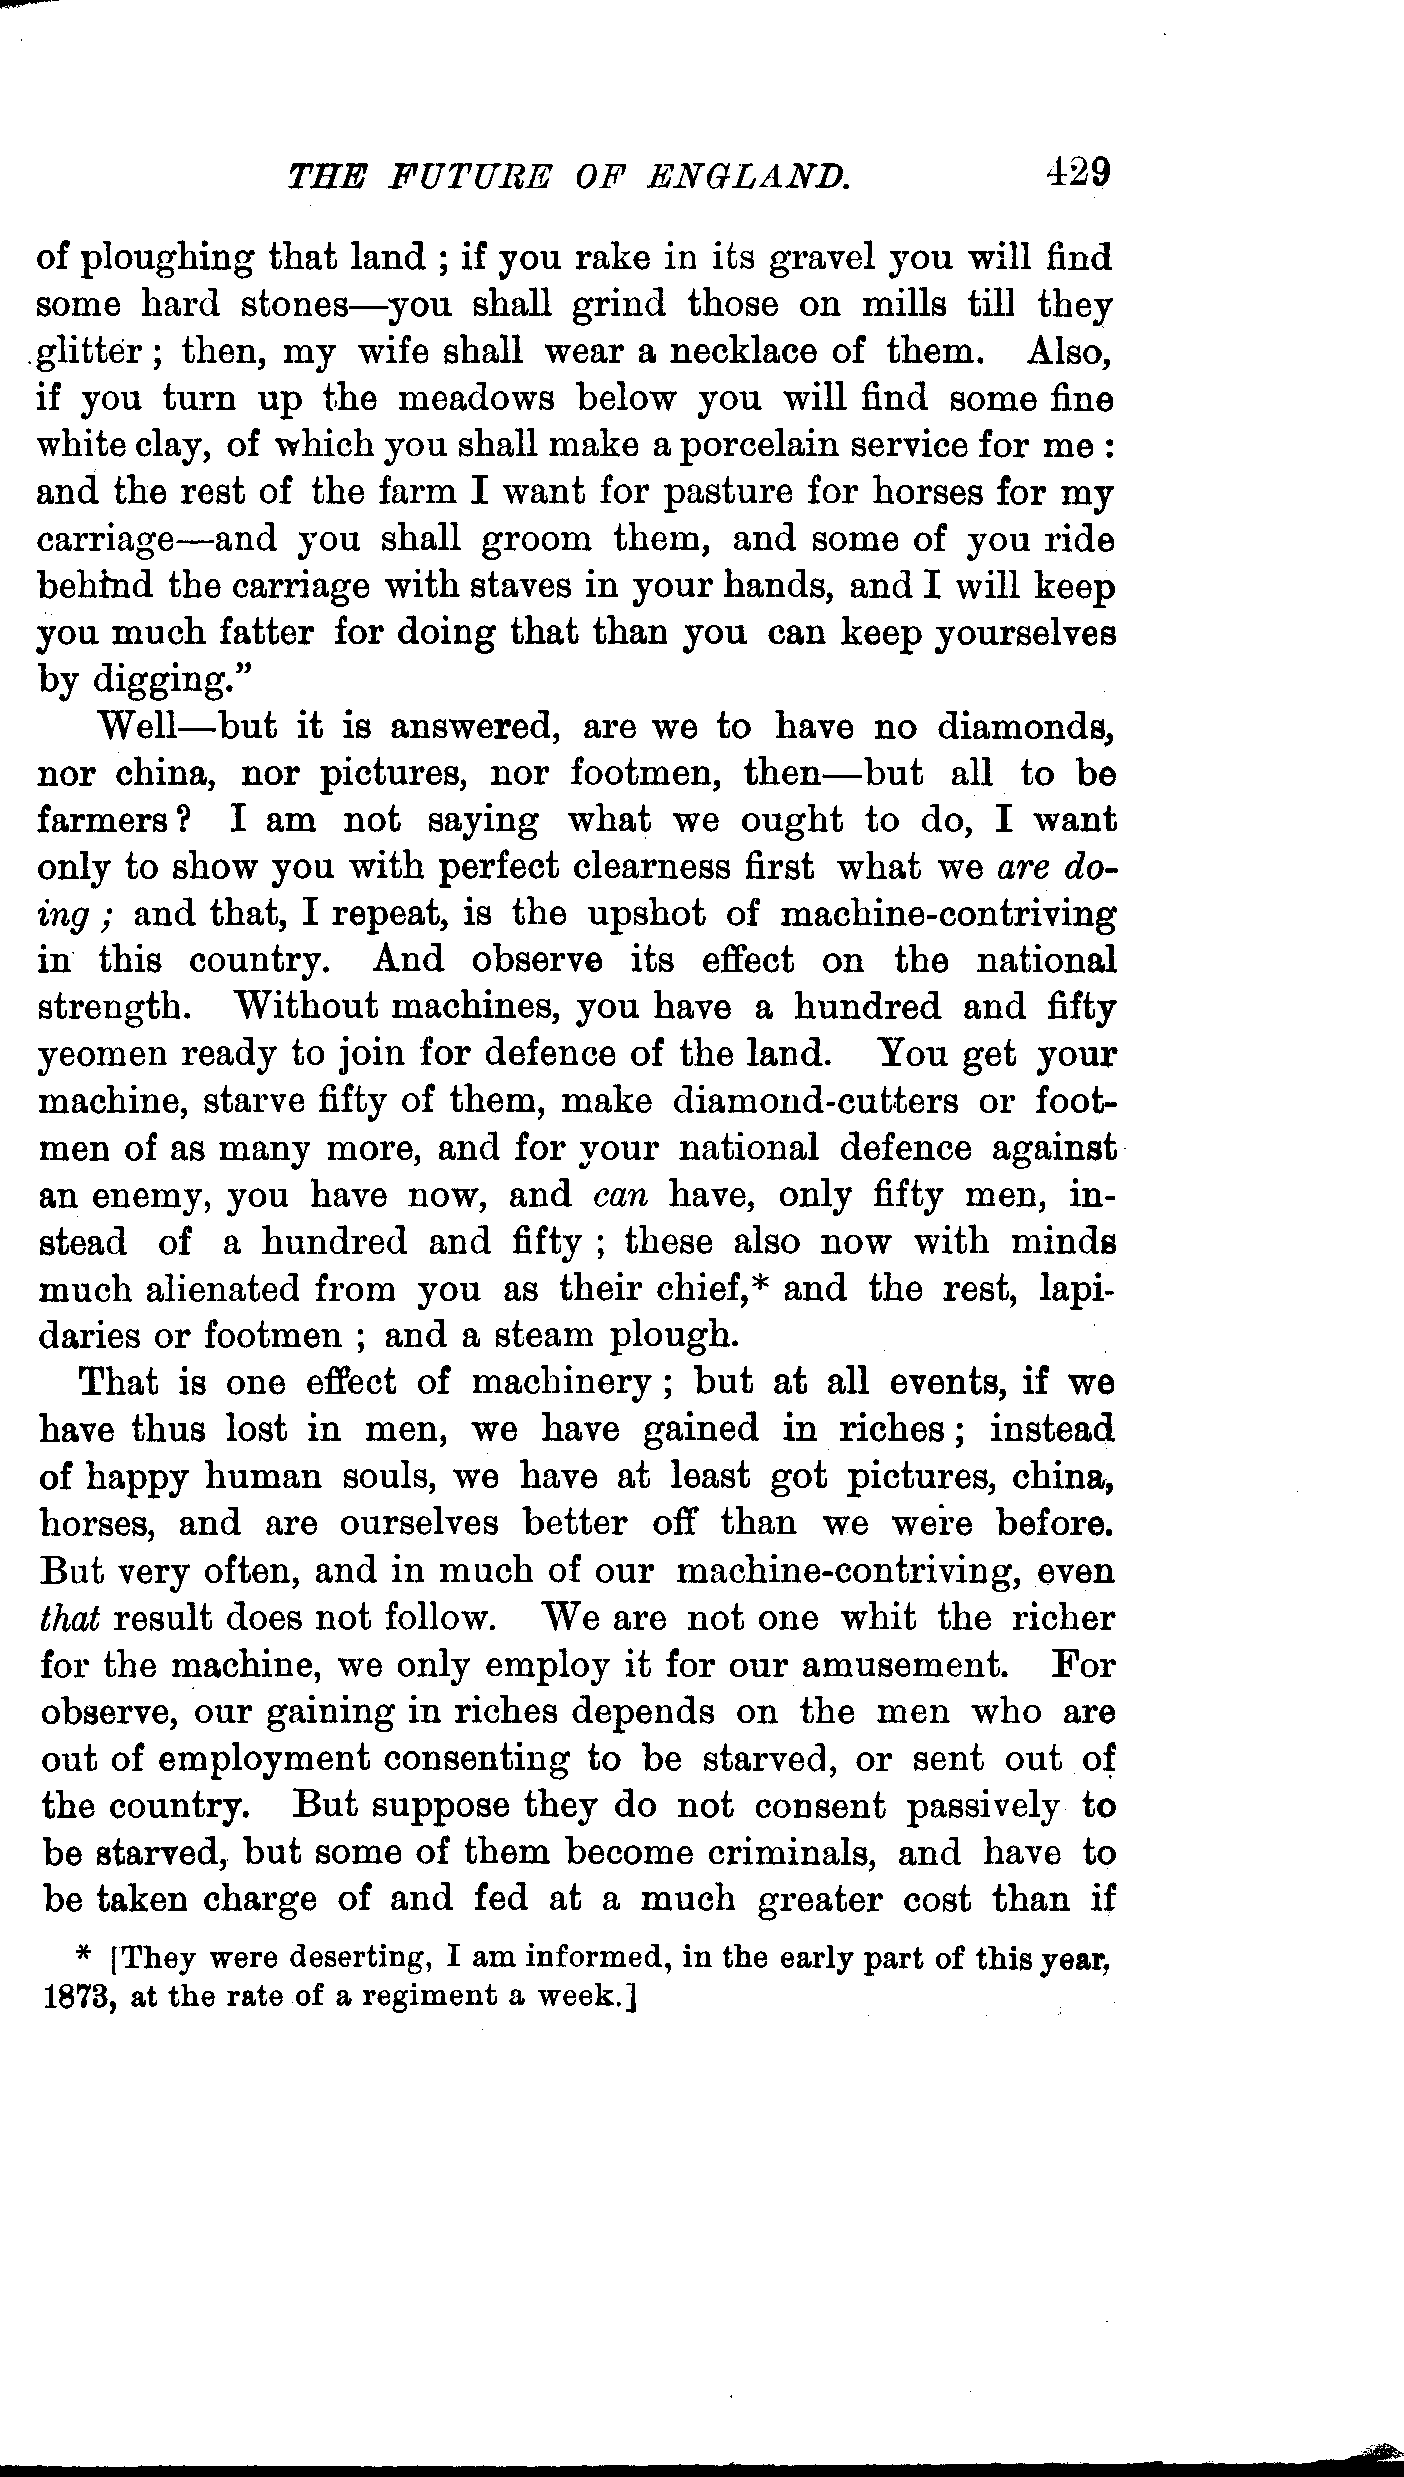 THE FUTURE OF ENGLAND. 429
of ploughing that land ; if you rake in its gravel you will find
some hard stones—you shall grind those on mills till they
glitter ; then, my wife shall wear a necklace of them. Also,
if you turn up the meadows below you will find some fine
white clay, of which you shall make a porcelain service for me :
and the rest of the farm I want for pasture for horses for my
carriage—and you shall groom them, and some of you ride
behind the carriage with staves in your hands, and I will keep
you much fatter for doing that than you can keep yourselves
by digging.”
Well—but it is answered, are we to have no diamonds,
nor china, nor pictures, nor footmen, then—but all to be
farmers ? I am not saying what we ought to do, I want
only to show you with perfect clearness first what we are do-
ing ; and that, I repeat, is the upshot of machine-contriving
in this country. And observe its effect on the national
strength. Without machines, you have a hundred and fifty
yeomen ready to join for defence of the land. You get your
machine, starve fifty of them, make diamond-cutters or foot-
men of as many more, and for your national defence against
an enemy, you have now, and can have, only fifty men, in-
stead of a hundred and fifty ; these also now with minds
much alienated from you as their chief,* and the rest, lapi-
daries or footmen ; and a steam plough.
That is one effect of machinery ; but at all events, if we
have thus lost in men, we have gained in riches ; instead
of happy human souls, we have at least got pictures, china,
horses, and are ourselves better off than we were before.
But very often, and in much of our machine-contriving, even
that result does not follow. We are not one whit the richer
for the machine, we only employ it for our amusement. For
observe, our gaining in riches depends on the men who are
out of employment consenting to be starved, or sent out of
the country. But suppose they do not consent passively to
be starved, but some of them become criminals, and have to
be taken charge of and fed at a much greater cost than if
* [They were deserting, I am informed, in the early part of this year,
1873, at the rate of a regiment a week.]